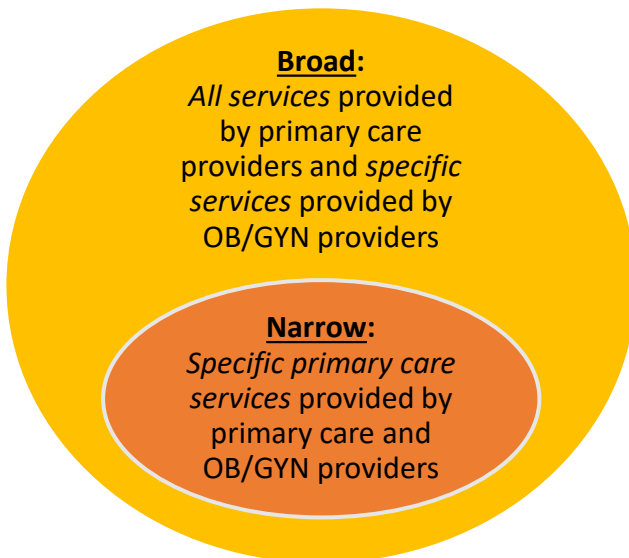 Broad:
All services provided
by primary care
providers and specific
services provided by
OB/GYN providers
Narrow:
Specific primary care
services provided by
primary care and
OB/GYN providers